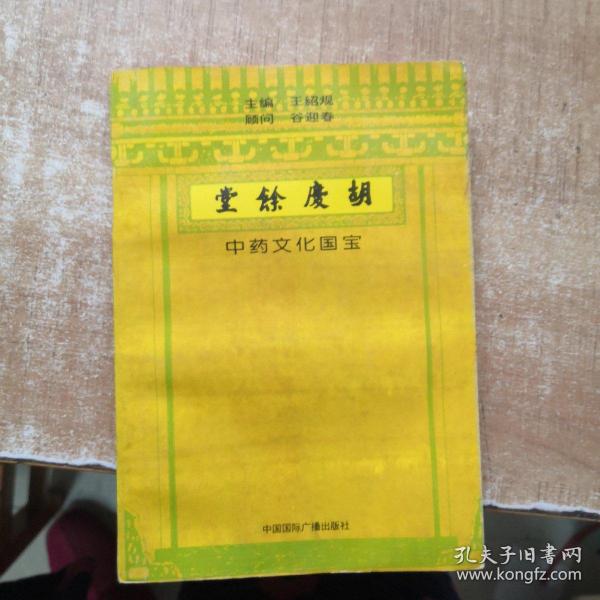 主编 王紹规
顾问 谷迎春
胡慶餘堂
中药文化国宝
中国国际广播出版社
孔夫子旧書网
www.kongfz.com